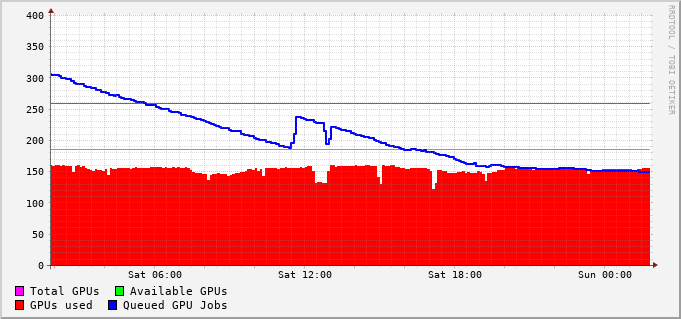 400
350
300
250
200
150
100
50
0
Sat 06:00 Sat 12:00 Sat 18:00 Sun 00:00
Total GPUs Available GPUs
GPUs used Queued GPU Jobs
RRDTOOL / TOBI OETIKER